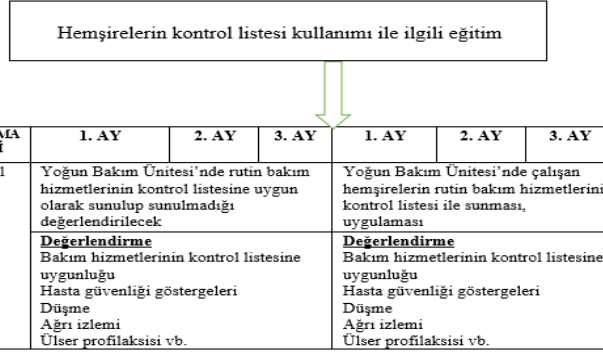 Hemşirelerin kontrol listesi kullanımı ile ilgili eğitim
1. AY 2. AY 3. AY 1. AY 2. AY 3. AY
Yoğun Bakım Ünitesi’nde rutin bakım
hizmetlerinin kontrol listesine uygun
olarak sunulup sunulmadığı
değerlendirilecek
Yoğun Bakım Ünitesi’nde çalışan
hemşirelerin rutin bakım hizmetlerini
kontrol listesi ile sunması,
uygulaması
Değerlendirme
Bakım hizmetlerinin kontrol listesine
uygunluğu
Hasta güvenliği göstergeleri
Düşme
Ağrı izlemi
Ülser profilaksisi vb.
Değerlendirme
Bakım hizmetlerinin kontrol listesine
uygunluğu
Hasta güvenliği göstergeleri
Düşme
Ağrı izlemi
Ülser profilaksisi vb.